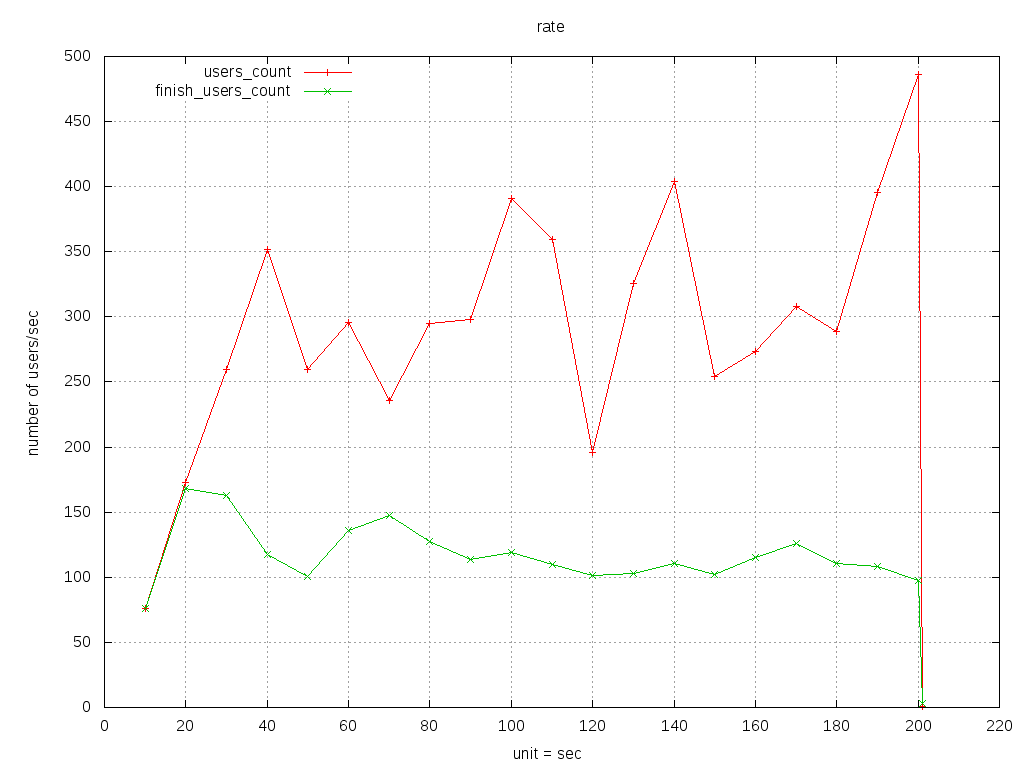 rate
users_count
finish_users_count
500
450
400
350
300
250
200
150
100
50
0
number of users/sec
0 20 40 60 80 100 120 140 160 180 200 220
unit = sec